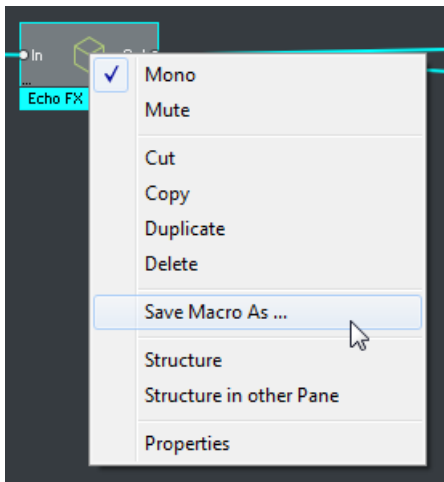 In
...
Echo FX
Mono
Mute
Cut
Copy
Duplicate
Delete
Save Macro As ...
Structure
Structure in other Pane
Properties